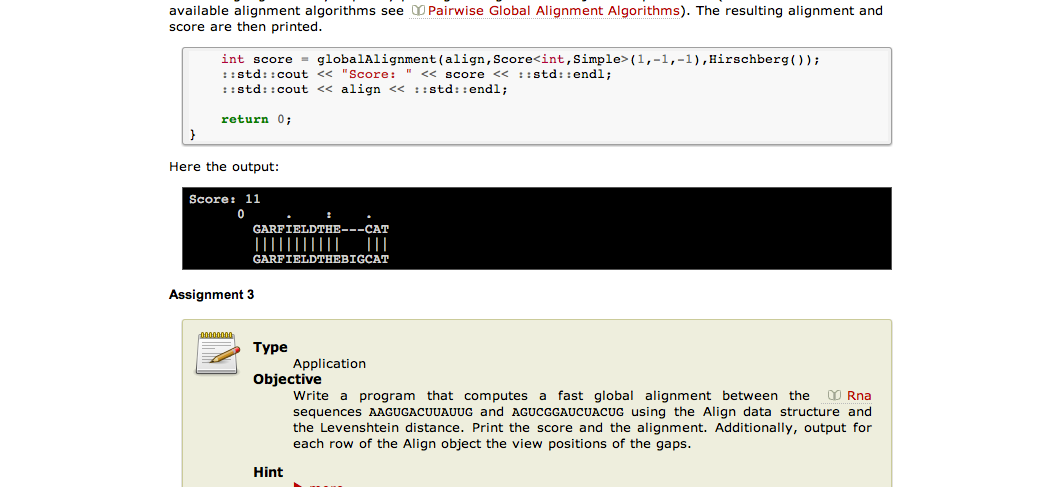 available alignment algorithms see Pairwise Global Alignment Algorithms). The resulting alignment and
score are then printed.
int score = globalAlignment(align,Score<int,Simple>(1,-1,-1),Hirschberg());
::std::cout << "Score: " << score << ::std::endl;
::std::cout << align << ::std::endl;
return 0;
}
Here the output:
Score: 11
0 . : .
GARFIELDTHE---CAT
||||||||||| |||
GARFIELDTHEBIGCAT
Assignment 3
Type
Application
Objective
Write a program that computes a fast global alignment between the Rna
sequences AAGUGACUUAUUG and AGUCGGAUCUACUG using the Align data structure and
the Levenshtein distance. Print the score and the alignment. Additionally, output for
each row of the Align object the view positions of the gaps.
Hint